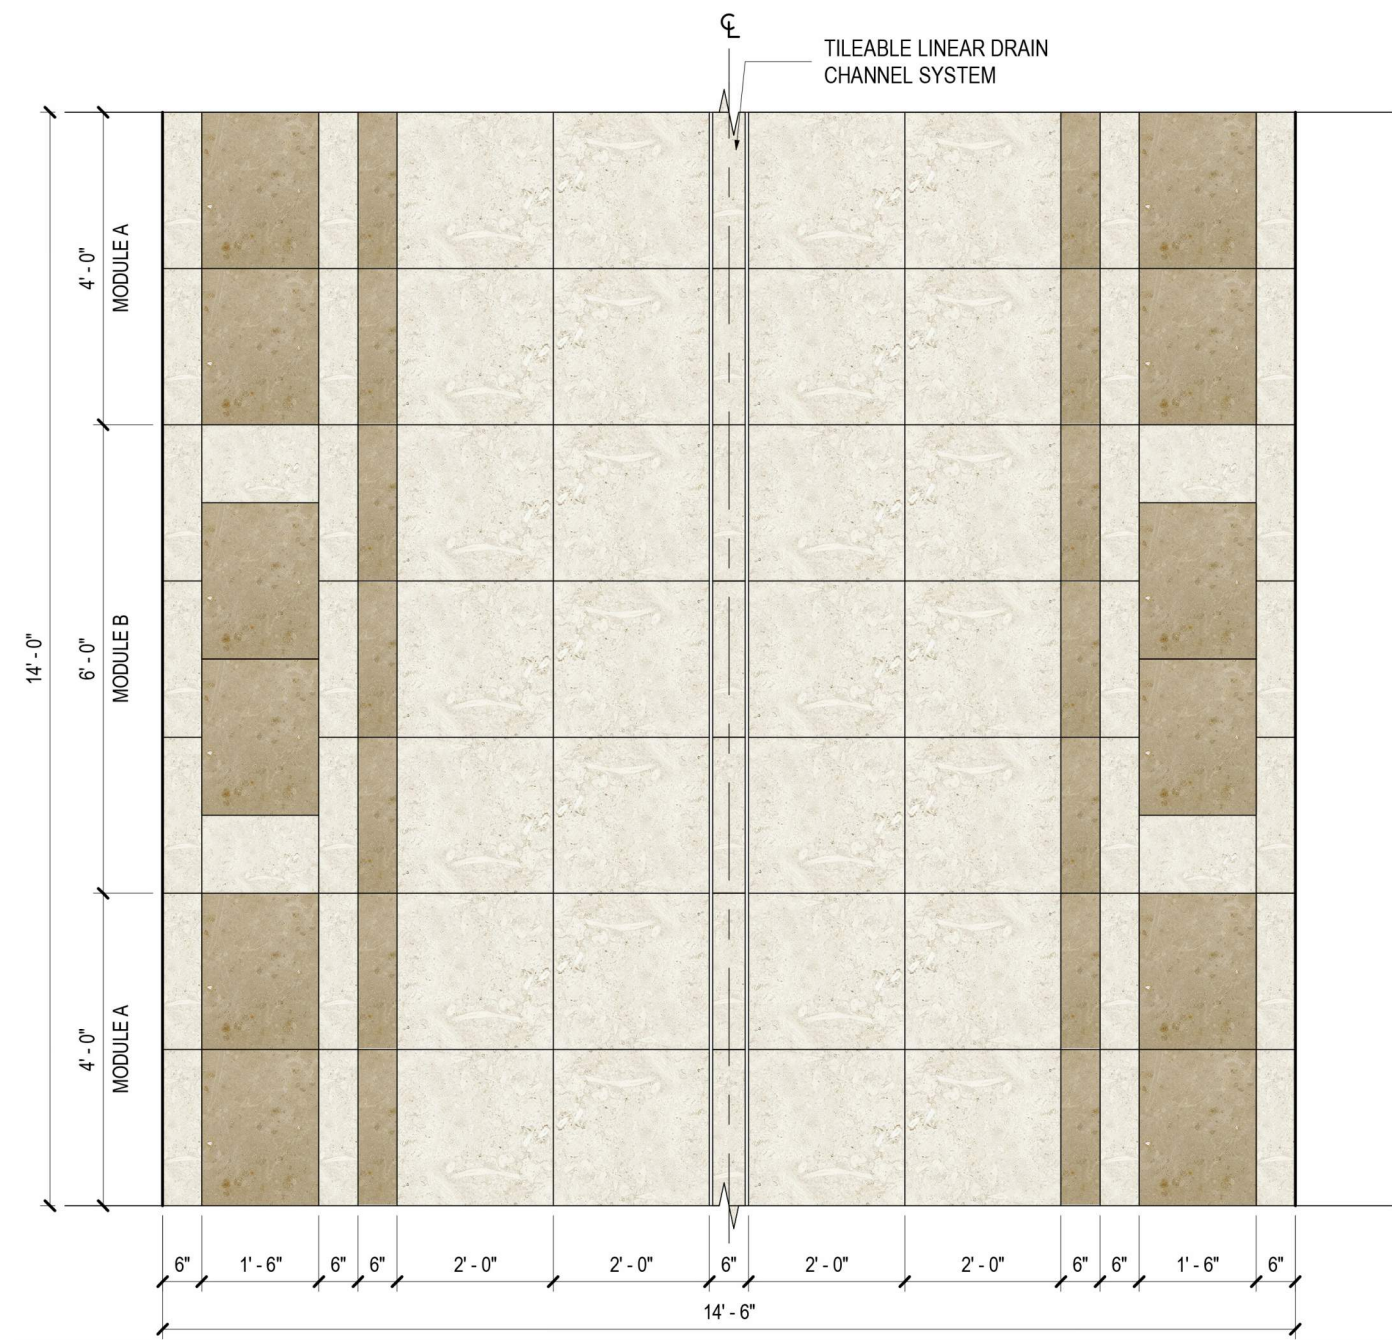 ℄
TILEABLE LINEAR DRAIN
CHANNEL SYSTEM
4' - 0"
MODULE A
14' - 0"
6' - 0"
MODULE B
4' - 0"
MODULE A
6" 1' - 6" 6" 6" 2' - 0" 2' - 0" 6" 2' - 0" 2' - 0" 6" 6" 1' - 6" 6"
14' - 6"